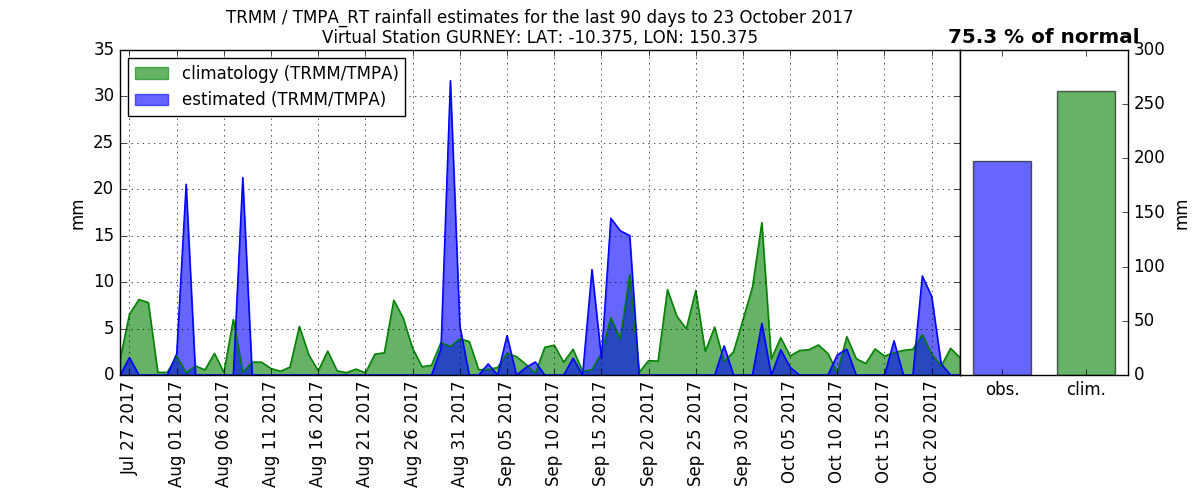 TRMM / TMPA_RT rainfall estimates for the last 90 days to 23 October 2017
Virtual Station GURNEY: LAT: -10.375, LON: 150.375
75.3 % of normal
climatology (TRMM/TMPA)
estimated (TRMM/TMPA)
35
30
25
20
15
10
5
0
mm
Jul 27 2017
Aug 01 2017
Aug 06 2017
Aug 11 2017
Aug 16 2017
Aug 21 2017
Aug 26 2017
Aug 31 2017
Sep 05 2017
Sep 10 2017
Sep 15 2017
Sep 20 2017
Sep 25 2017
Sep 30 2017
Oct 05 2017
Oct 10 2017
Oct 15 2017
Oct 20 2017
obs.
clim.
300
250
200
150
100
50
0
mm